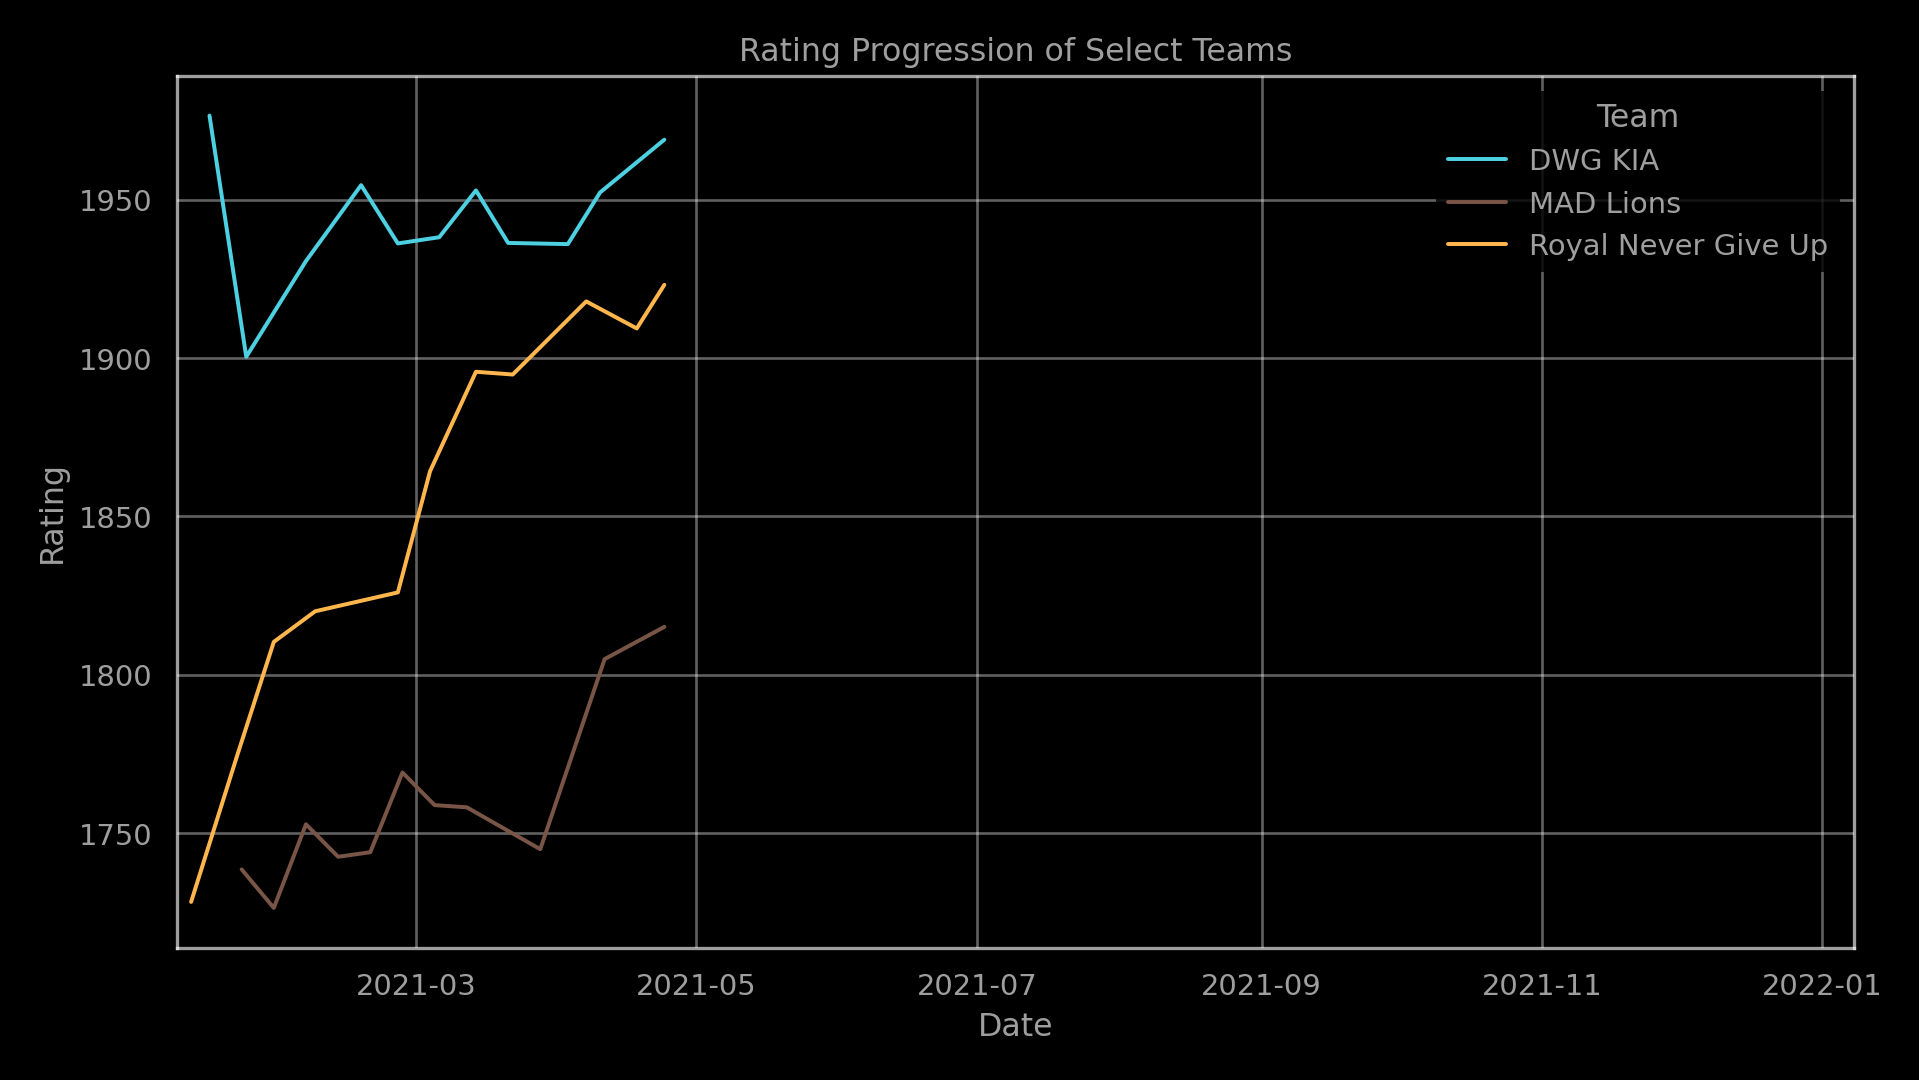 Rating Progression of Select Teams
Team
DWG KIA
MAD Lions
Royal Never Give Up
Rating
1950
1900
1850
1800
1750
2021-03
2021-05
2021-07
2021-09
2021-11
2022-01
Date